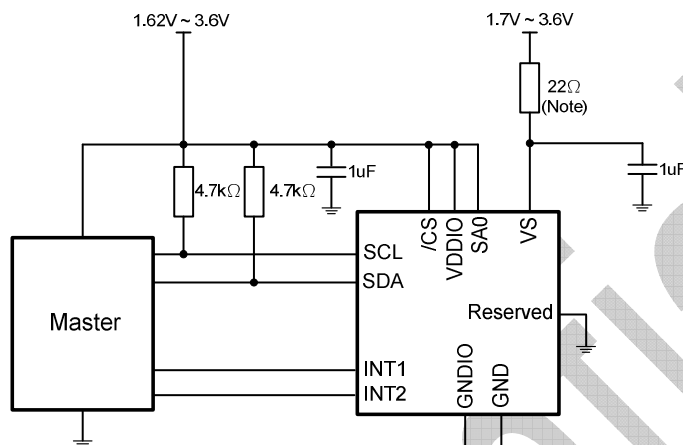 1.62V ~ 3.6V
1.7V ~ 3.6V
22Ω
(Note)
4.7kΩ
4.7kΩ
1uF
1uF
/CS
VDDIO
SA0
VS
SCL
SDA
Master
Reserved
INT1
INT2
GNDIO
GND